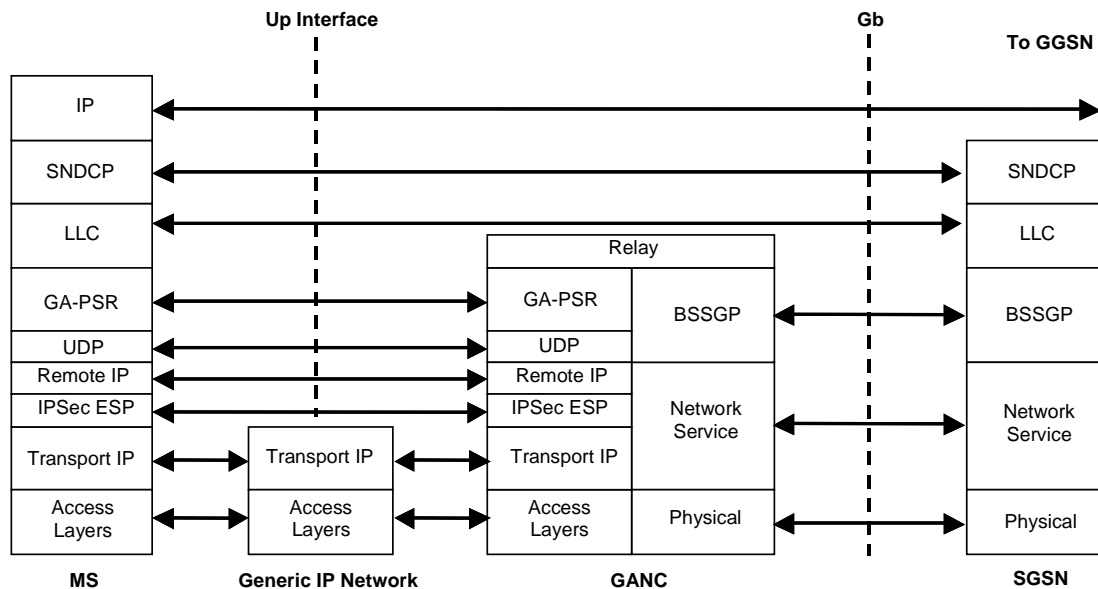 Up Interface
Gb
To GGSN
IP
SNDCP
SNDCP
LLC
LLC
Relay
GA-PSR
GA-PSR
BSSGP
BSSGP
UDP
UDP
Remote IP
Remote IP
IPSec ESP
IPSec ESP
Network
Service
Network
Service
Transport IP
Transport IP
Transport IP
Access
Layers
Access
Layers
Access
Layers
Physical
Physical
MS
Generic IP Network
GANC
SGSN